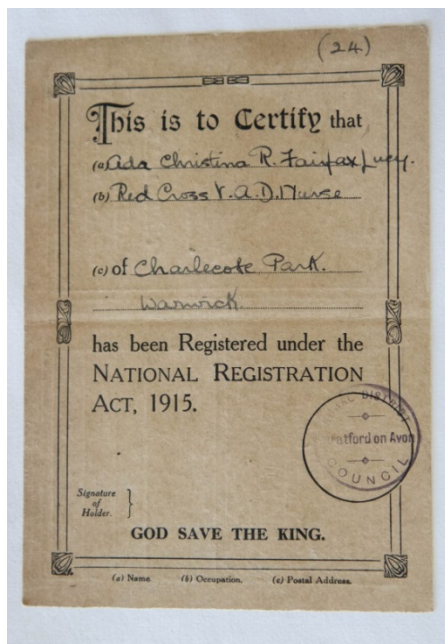 (24)
This is to Certify that
(a) Ada Christina R. Fairfax Lucy.
(b) Red Cross V.A.D. Nurse
(c) of Charlecote Park.
Warwick.
has been Registered under the
NATIONAL REGISTRATION
ACT, 1915.
DISTRICT
atford on Avon
COUNCIL
Signature
of
Holder.
GOD SAVE THE KING.
(a) Name. (b) Occupation. (c) Postal Address.